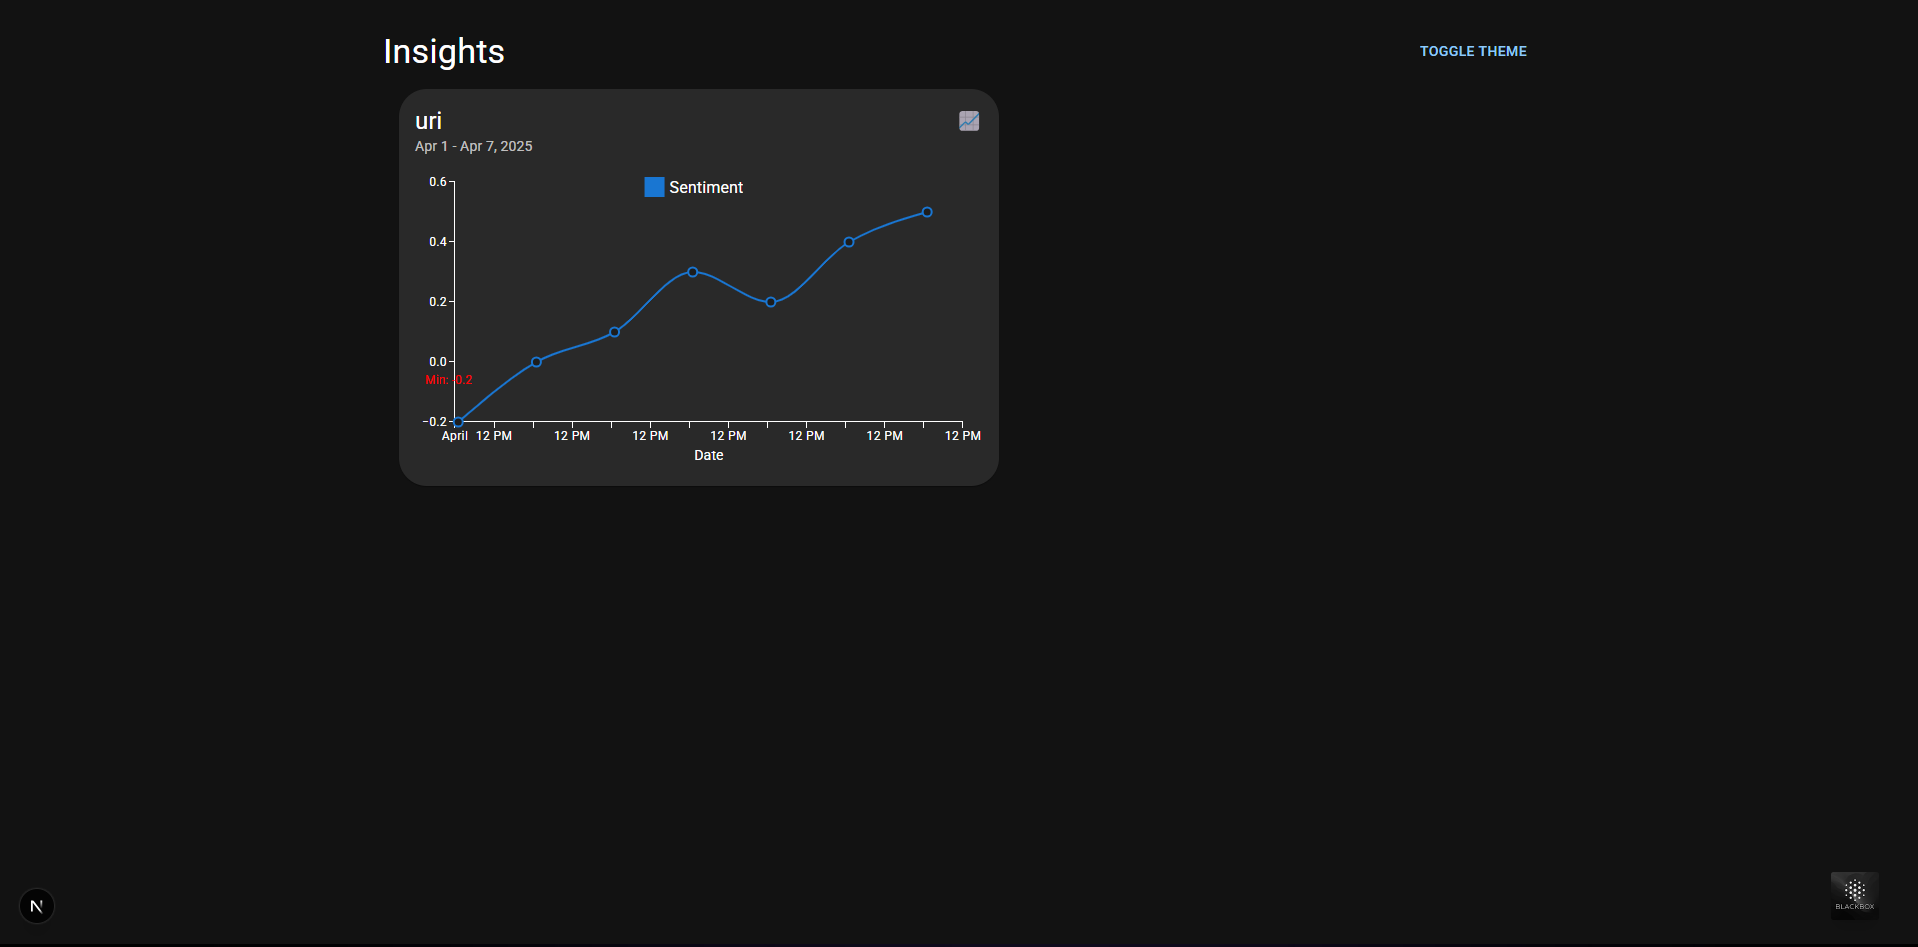 Insights
TOGGLE THEME
uri
Apr 1 - Apr 7, 2025
Sentiment
0.6
0.4
0.2
0.0
Min: -0.2
−0.2
April 12 PM 12 PM 12 PM 12 PM 12 PM 12 PM 12 PM
Date
N
BLACKBOX